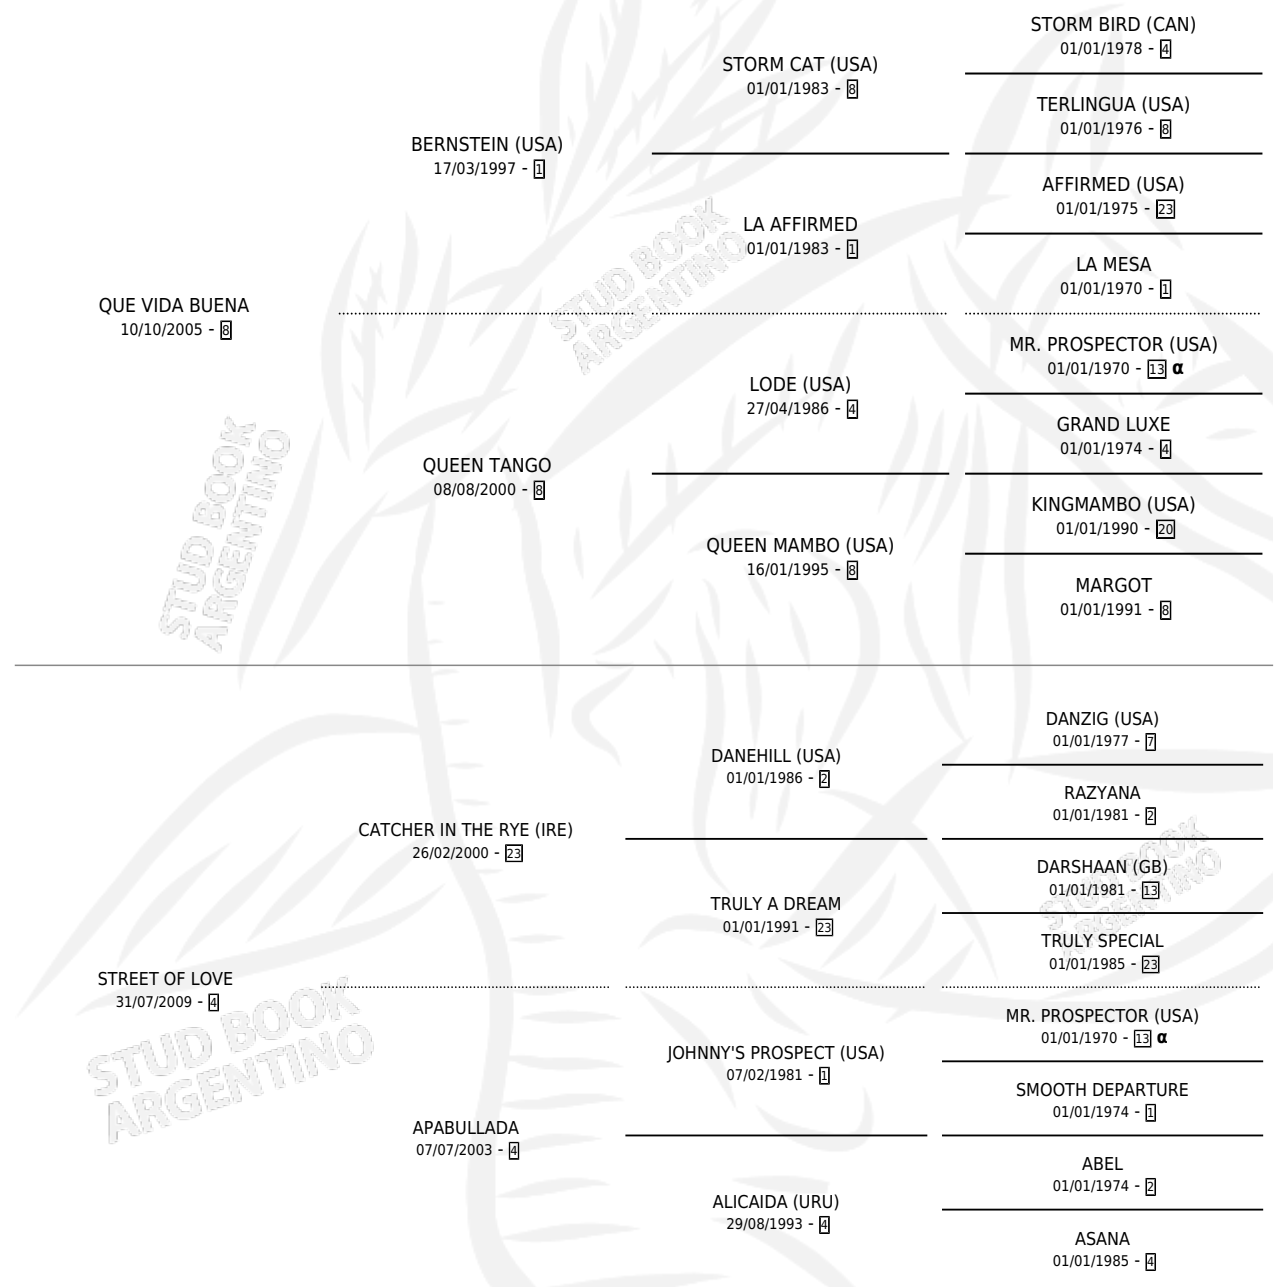 STORM BIRD (CAN)
01/01/1978 - 4
STORM CAT (USA)
01/01/1983 - 8
TERLINGUA (USA)
01/01/1976 - 8
BERNSTEIN (USA)
17/03/1997 - 1
AFFIRMED (USA)
01/01/1975 - 23
LA AFFIRMED
01/01/1983 - 1
LA MESA
01/01/1970 - 1
QUE VIDA BUENA
10/10/2005 - 8
MR. PROSPECTOR (USA)
01/01/1970 - 13 α
LODE (USA)
27/04/1986 - 4
GRAND LUXE
01/01/1974 - 4
QUEEN TANGO
08/08/2000 - 8
KINGMAMBO (USA)
01/01/1990 - 20
QUEEN MAMBO (USA)
16/01/1995 - 8
MARGOT
01/01/1991 - 8
DANZIG (USA)
01/01/1977 - 7
DANEHILL (USA)
01/01/1986 - 2
RAZYANA
01/01/1981 - 2
CATCHER IN THE RYE (IRE)
26/02/2000 - 23
DARSHAAN (GB)
01/01/1981 - 13
TRULY A DREAM
01/01/1991 - 23
TRULY SPECIAL
01/01/1985 - 23
STREET OF LOVE
31/07/2009 - 4
MR. PROSPECTOR (USA)
01/01/1970 - 13 α
JOHNNY'S PROSPECT (USA)
07/02/1981 - 1
SMOOTH DEPARTURE
01/01/1974 - 1
APABULLADA
07/07/2003 - 4
ABEL
01/01/1974 - 2
ALICAIDA (URU)
29/08/1993 - 4
ASANA
01/01/1985 - 4
STUD BOOK
ARGENTINO
STUD BOOK
ARGENTINO
STUD BOOK
ARGENTINO
STUD BOOK
ARGENTINO